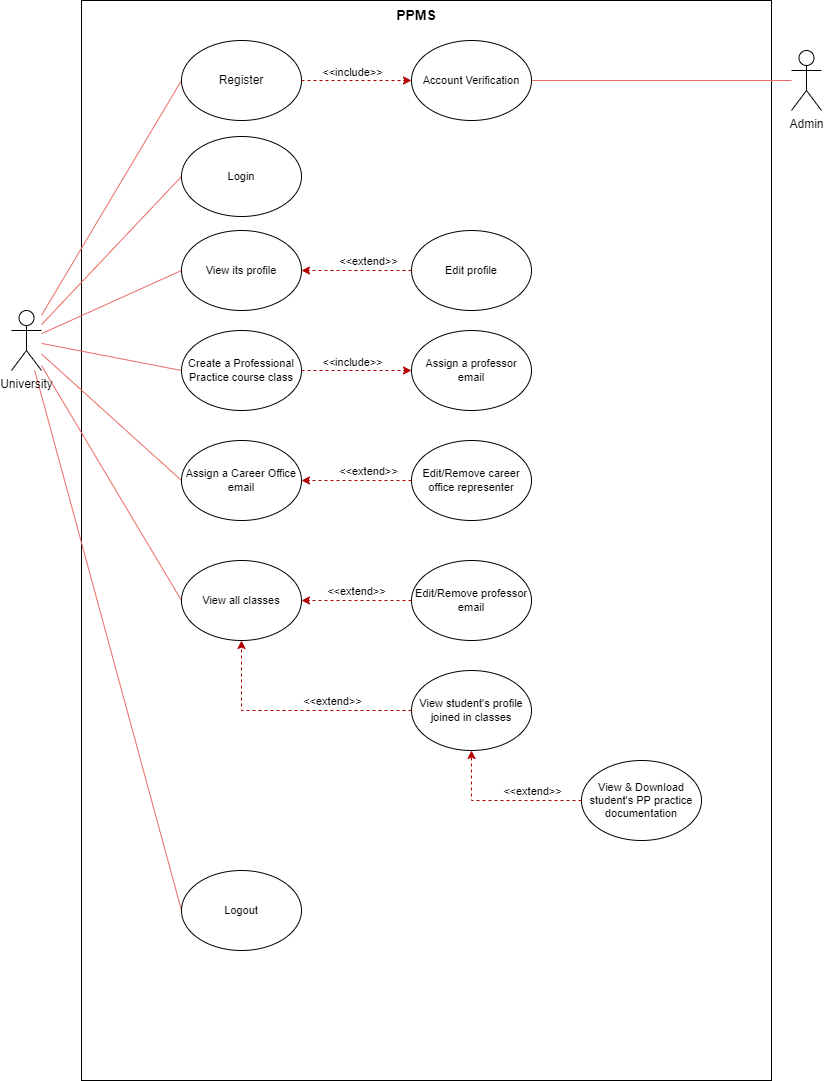 PPMS
Register
<<include>>
Account Verification
Admin
Login
View its profile
<<extend>>
Edit profile
University
Create a Professional
Practice course class
<<include>>
Assign a professor
email
Assign a Career Office
email
<<extend>>
Edit/Remove career
office representer
View all classes
<<extend>>
Edit/Remove professor
email
<<extend>>
View student's profile
joined in classes
<<extend>>
View & Download
student's PP practice
documentation
Logout